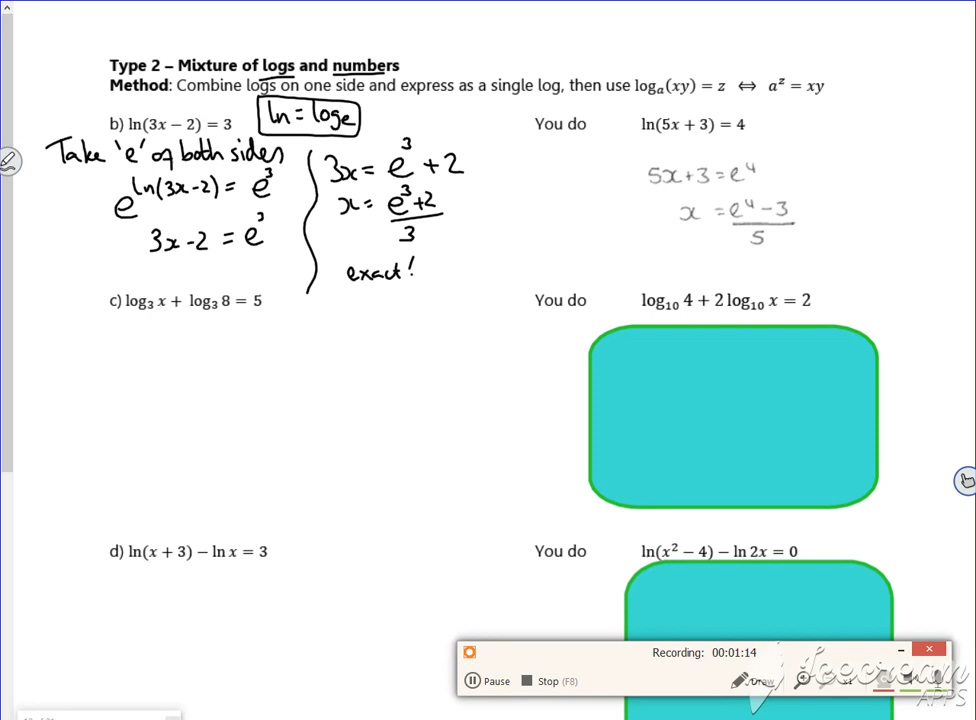 Type 2 – Mixture of logs and numbers
Method: Combine logs on one side and express as a single log, then use logₐ(xy) = z ⇔ aᶻ = xy
ln = logₑ
b) ln(3x − 2) = 3
Take 'e' of both sides
e^(ln(3x-2)) = e³
3x-2 = e³
3x = e³ + 2
x = (e³+2)/3
exact!
You do ln(5x + 3) = 4
5x+3 = e⁴
x = (e⁴-3)/5
c) log₃ x + log₃ 8 = 5
You do log₁₀ 4 + 2 log₁₀ x = 2
d) ln(x + 3) − ln x = 3
You do ln(x² − 4) − ln 2x = 0
Recording: 00:01:14
Pause Stop (F8) Draw
Icecream
APPS